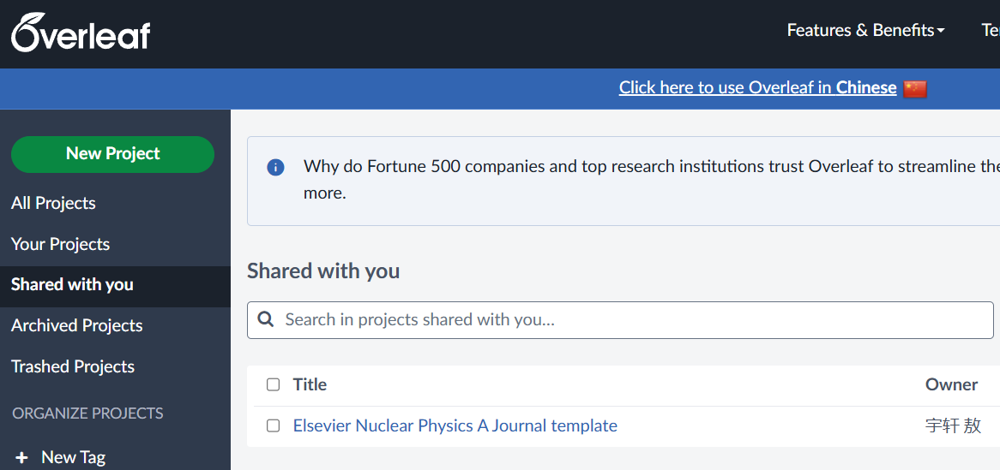 Overleaf
Features & Benefits
Click here to use Overleaf in Chinese
New Project
Why do Fortune 500 companies and top research institutions trust Overleaf to streamline
more.
All Projects
Your Projects
Shared with you
Archived Projects
Trashed Projects
ORGANIZE PROJECTS
+ New Tag
Shared with you
Search in projects shared with you...
Title Owner
Elsevier Nuclear Physics A Journal template 宇轩 敖